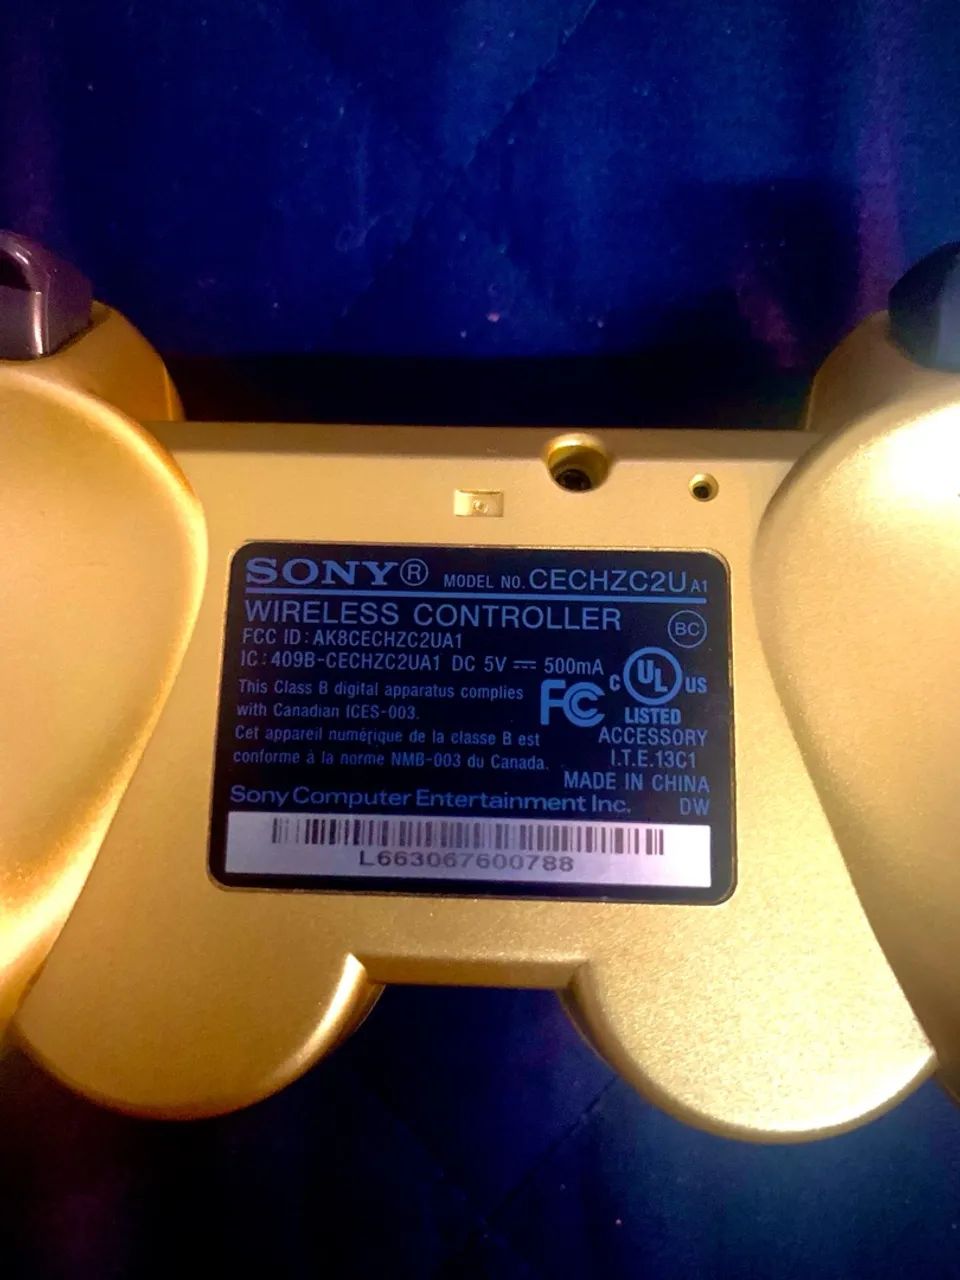 SONY® MODEL NO. CECHZC2U A1
WIRELESS CONTROLLER
BC
FCC ID: AK8CECHZC2UA1
IC: 409B-CECHZC2UA1 DC 5V ⎓ 500mA
C UL US
LISTED
FC
This Class B digital apparatus complies
with Canadian ICES-003.
ACCESSORY
Cet appareil numérique de la classe B est
I.T.E.13C1
conforme à la norme NMB-003 du Canada.
MADE IN CHINA
Sony Computer Entertainment Inc. DW
L663067600788